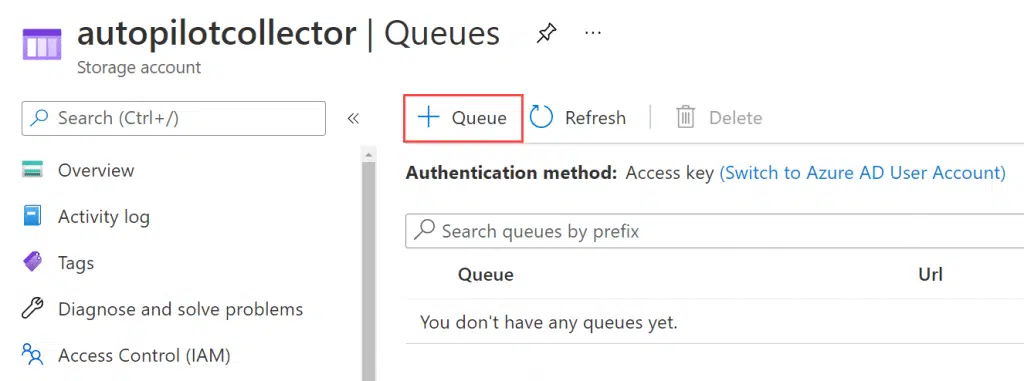 autopilotcollector | Queues
Storage account
Search (Ctrl+/)
Overview
Activity log
Tags
Diagnose and solve problems
Access Control (IAM)
Queue
Refresh
Delete
Authentication method: Access key (Switch to Azure AD User Account)
Search queues by prefix
Queue Url
You don't have any queues yet.